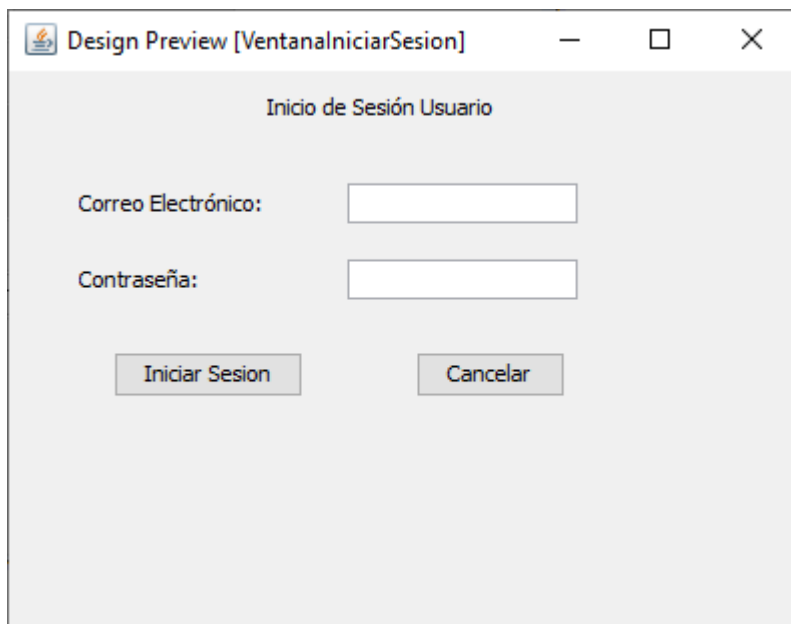 Design Preview [VentanaIniciarSesion]
Inicio de Sesión Usuario
Correo Electrónico:
Contraseña:
Iniciar Sesion Cancelar